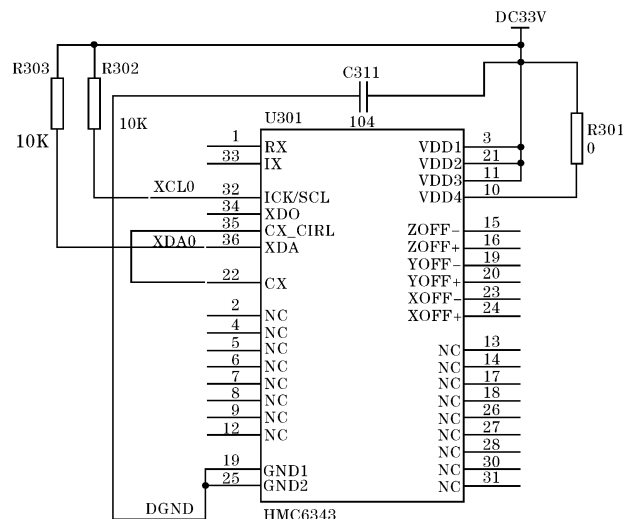 DC33V
R303
R302
C311
10K
10K
104
R301
0
U301
1
RX
33
IX
XCL0
32
ICK/SCL
34
XDO
35
CX_CIRL
XDA0
36
XDA
22
CX
2
NC
4
NC
5
NC
6
NC
7
NC
8
NC
9
NC
12
NC
19
GND1
25
GND2
DGND
VDD1
3
VDD2
21
VDD3
11
VDD4
10
ZOFF-
15
ZOFF+
16
YOFF-
19
YOFF+
20
XOFF-
23
XOFF+
24
NC
13
NC
14
NC
17
NC
18
NC
26
NC
27
NC
28
NC
30
NC
31
HMC6343